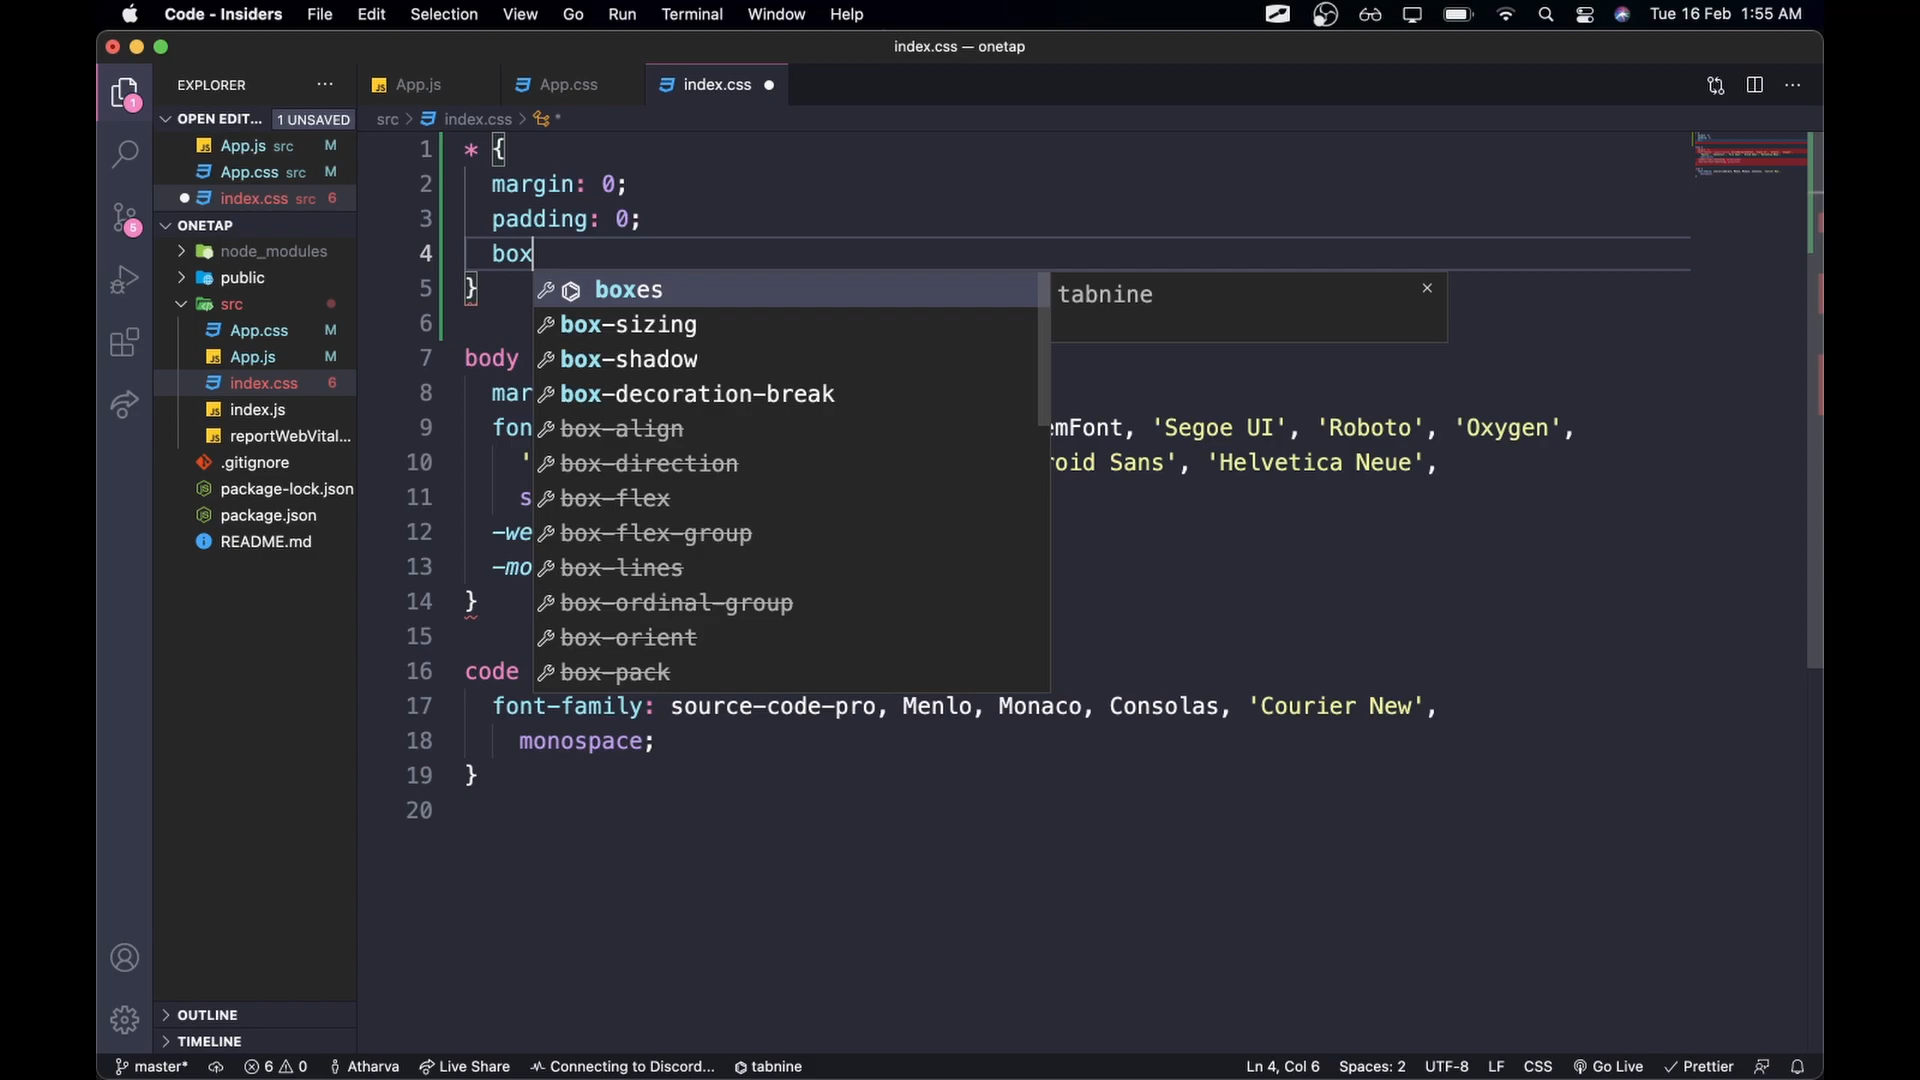 Code - Insiders File Edit Selection View Go Run Terminal Window Help Tue 16 Feb 1:55 AM
index.css — onetap
EXPLORER
App.js
App.css
index.css
OPEN EDIT... 1 UNSAVED
App.js src M
App.css src M
index.css src 6
ONETAP
node_modules
public
src
App.css M
App.js M
index.css 6
index.js
reportWebVital...
.gitignore
package-lock.json
package.json
README.md
OUTLINE
TIMELINE
1
5
src > index.css > *
1 * {
2 margin: 0;
3 padding: 0;
4 box
5 }
6
7 body
8 mar
9 fon emFont, 'Segoe UI', 'Roboto', 'Oxygen',
10 ' roid Sans', 'Helvetica Neue',
11 s
12 -we
13 -mo
14 }
15
16 code
17 font-family: source-code-pro, Menlo, Monaco, Consolas, 'Courier New',
18 monospace;
19 }
20
boxes
box-sizing
box-shadow
box-decoration-break
box-align
box-direction
box-flex
box-flex-group
box-lines
box-ordinal-group
box-orient
box-pack
tabnine
master* 6 0 Atharva Live Share Connecting to Discord... tabnine Ln 4, Col 6 Spaces: 2 UTF-8 LF CSS Go Live Prettier